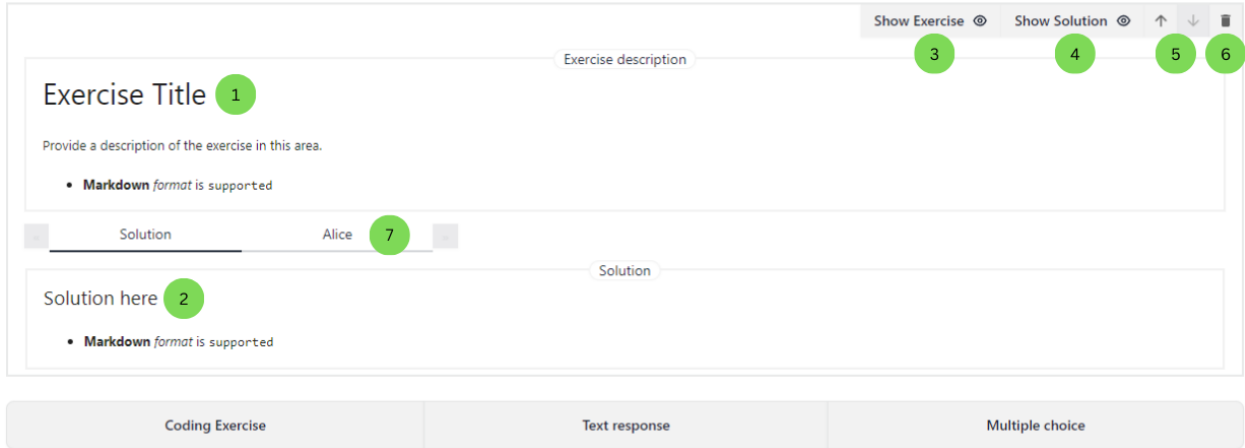 Show Exercise Show Solution
3 4 5 6
Exercise description
Exercise Title 1
Provide a description of the exercise in this area.
• Markdown format is supported
Solution Alice 7
Solution
Solution here 2
• Markdown format is supported
Coding Exercise Text response Multiple choice